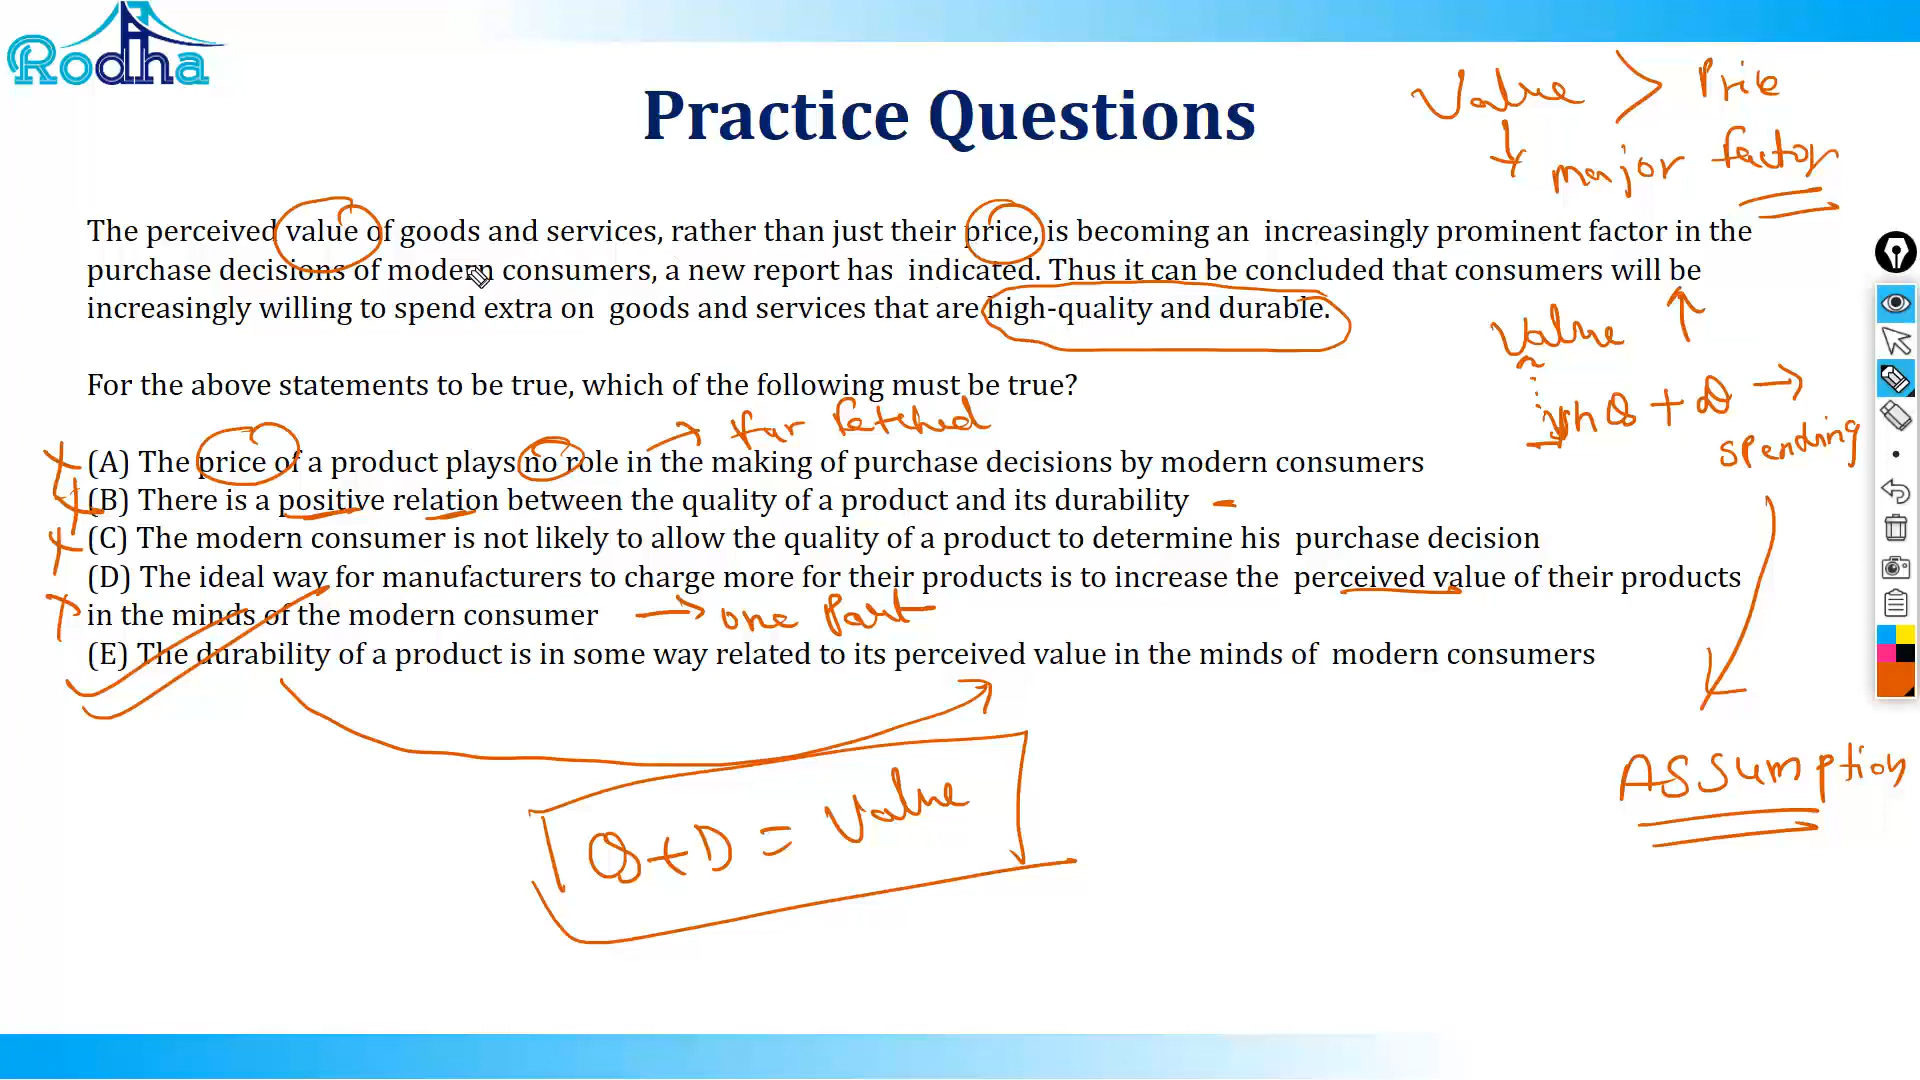 Rodha
Practice Questions
Value > Price
major factor
The perceived value of goods and services, rather than just their price, is becoming an increasingly prominent factor in the
purchase decisions of modern consumers, a new report has indicated. Thus it can be concluded that consumers will be
increasingly willing to spend extra on goods and services that are high-quality and durable.
Value ↑
For the above statements to be true, which of the following must be true?
Q + D →
spending
→ far fetched
(A) The price of a product plays no role in the making of purchase decisions by modern consumers
(B) There is a positive relation between the quality of a product and its durability
(C) The modern consumer is not likely to allow the quality of a product to determine his purchase decision
(D) The ideal way for manufacturers to charge more for their products is to increase the perceived value of their products
in the minds of the modern consumer → one part
(E) The durability of a product is in some way related to its perceived value in the minds of modern consumers
ASSumption
Q+D = Value